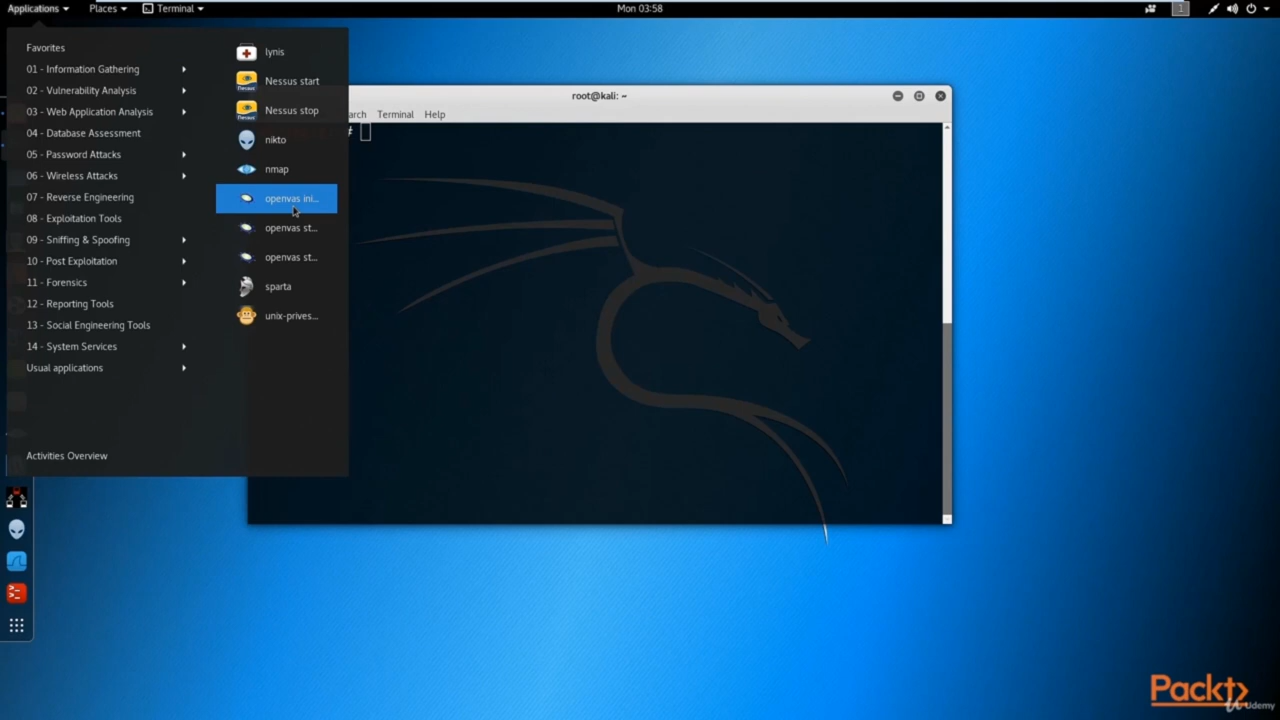 Applications Places Terminal Mon 03:58 1
Favorites
01 - Information Gathering
02 - Vulnerability Analysis
03 - Web Application Analysis
04 - Database Assessment
05 - Password Attacks
06 - Wireless Attacks
07 - Reverse Engineering
08 - Exploitation Tools
09 - Sniffing & Spoofing
10 - Post Exploitation
11 - Forensics
12 - Reporting Tools
13 - Social Engineering Tools
14 - System Services
Usual applications
Activities Overview
lynis
Nessus start
Nessus stop
nikto
nmap
openvas ini...
openvas st...
openvas st...
sparta
unix-prives...
root@kali: ~
arch Terminal Help
#
Packt
Udemy